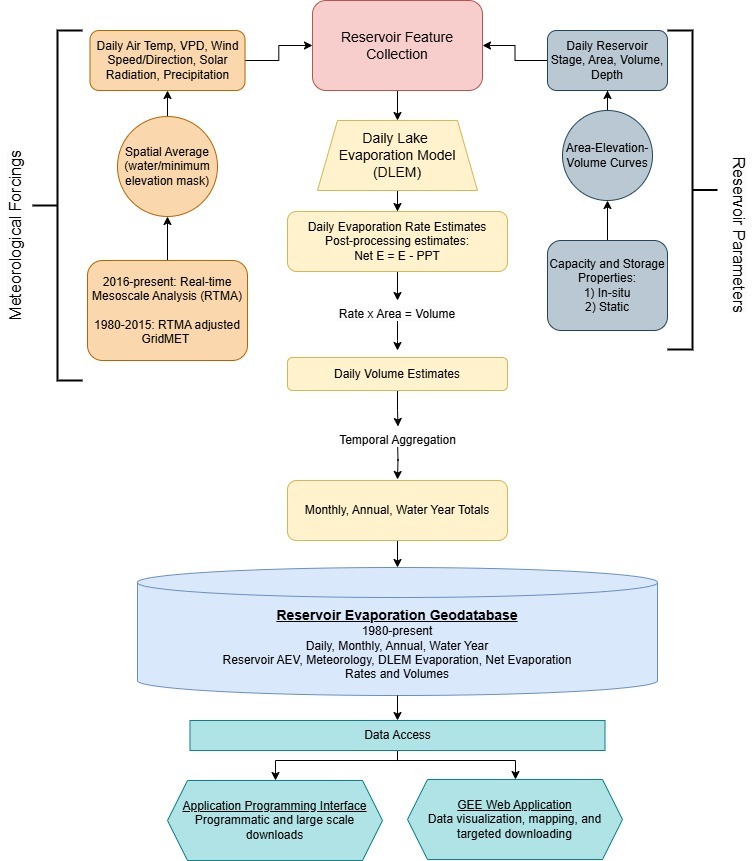 Daily Air Temp, VPD, Wind
Speed/Direction, Solar
Radiation, Precipitation
Reservoir Feature
Collection
Daily Reservoir
Stage, Area, Volume,
Depth
Meteorological Forcings
Spatial Average
(water/minimum
elevation mask)
Daily Lake
Evaporation Model
(DLEM)
Area-Elevation-
Volume Curves
Reservoir Parameters
2016-present: Real-time
Mesoscale Analysis (RTMA)
1980-2015: RTMA adjusted
GridMET
Daily Evaporation Rate Estimates
Post-processing estimates:
Net E = E - PPT
Capacity and Storage
Properties:
1) In-situ
2) Static
Rate x Area = Volume
Daily Volume Estimates
Temporal Aggregation
Monthly, Annual, Water Year Totals
Reservoir Evaporation Geodatabase
1980-present
Daily, Monthly, Annual, Water Year
Reservoir AEV, Meteorology, DLEM Evaporation, Net Evaporation
Rates and Volumes
Data Access
Application Programming Interface
Programmatic and large scale
downloads
GEE Web Application
Data visualization, mapping, and
targeted downloading